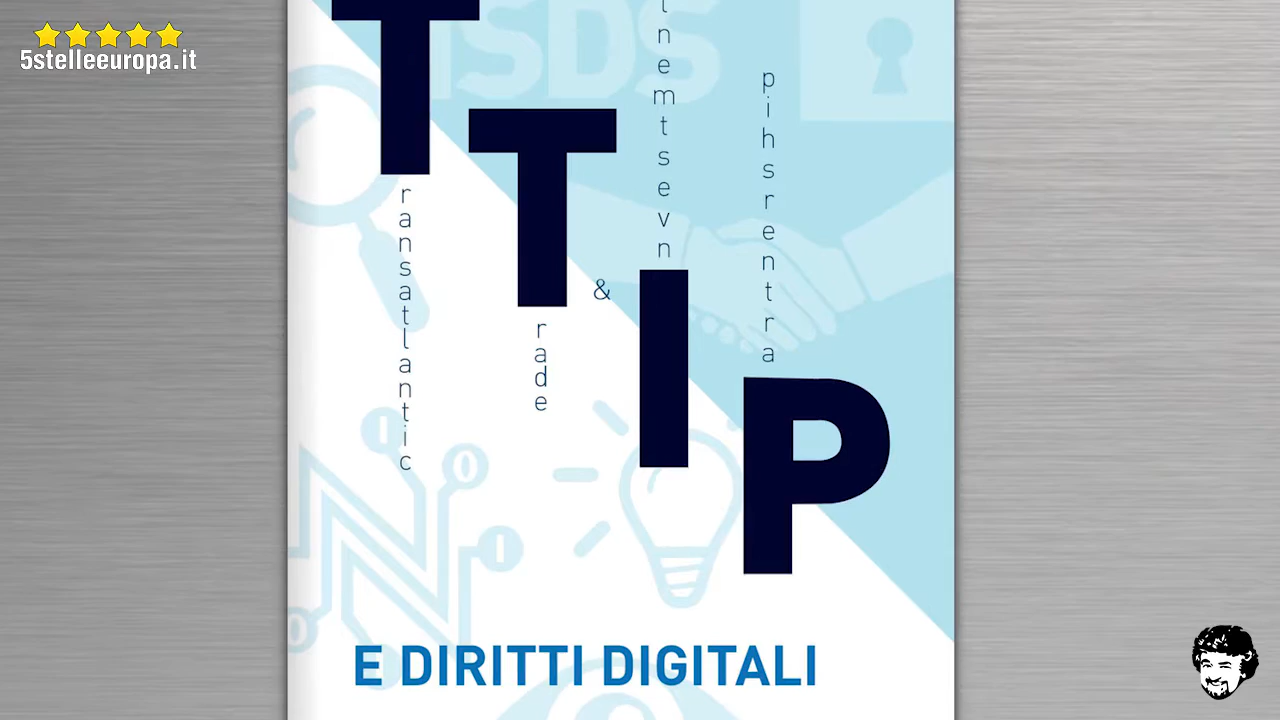 5stelleeuropa.it
ISDS
Transatlantic
Trade
&
Investment
Partnership
E DIRITTI DIGITALI